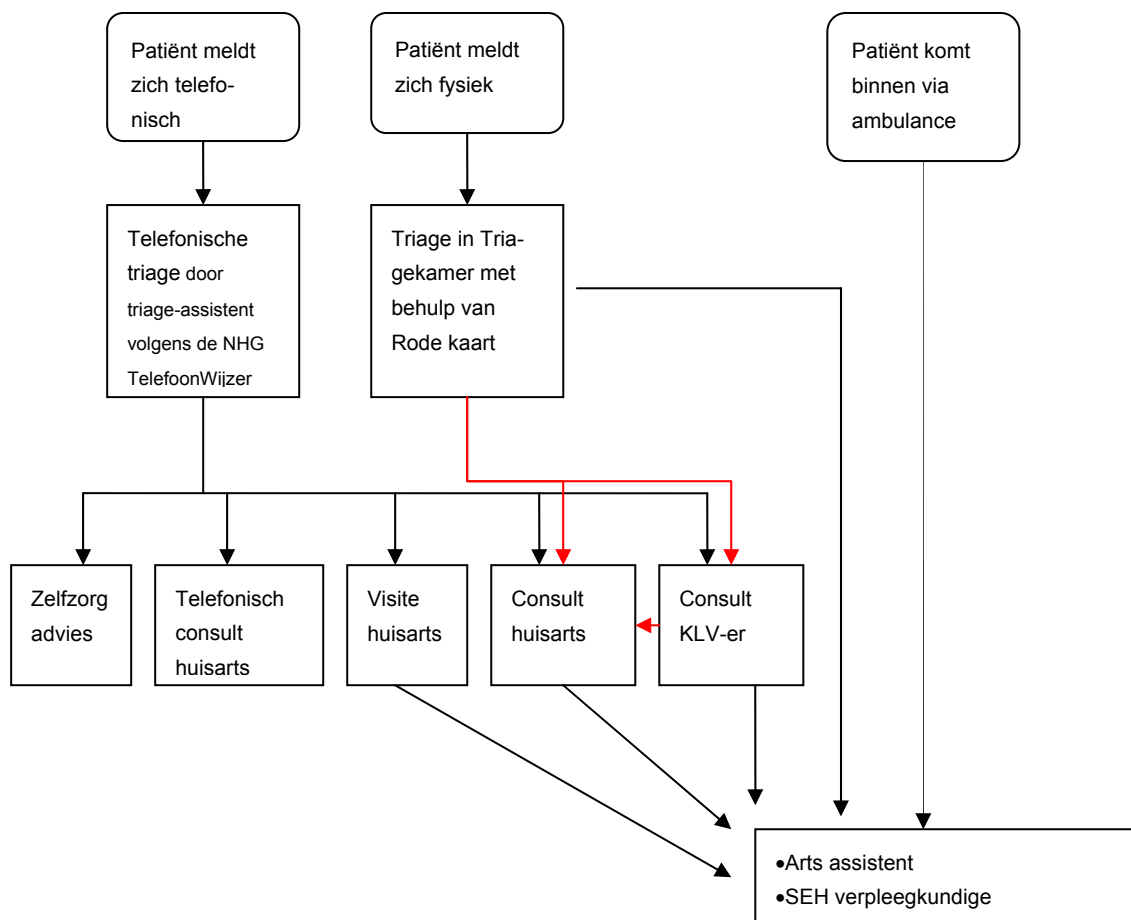 Patiënt meldt
zich telefo-
nisch
Patiënt meldt
zich fysiek
Patiënt komt
binnen via
ambulance
Telefonische
triage door
triage-assistent
volgens de NHG
TelefoonWijzer
Triage in Tria-
gekamer met
behulp van
Rode kaart
Zelfzorg
advies
Telefonisch
consult
huisarts
Visite
huisarts
Consult
huisarts
Consult
KLV-er
•Arts assistent
•SEH verpleegkundige